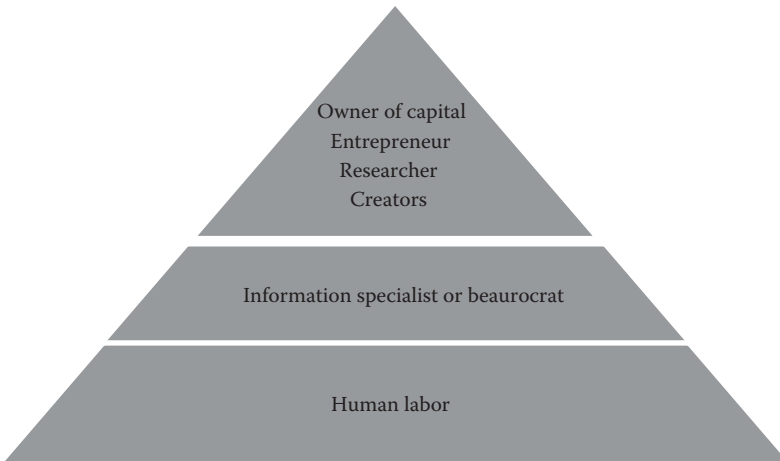 Owner of capital
Entrepreneur
Researcher
Creators
Information specialist or beaurocrat
Human labor